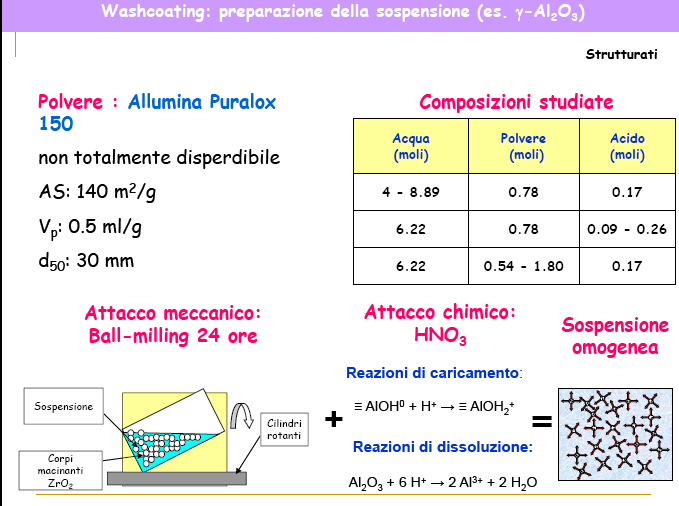 Washcoating: preparazione della sospensione (es. γ-Al₂O₃)
Strutturati
Polvere : Allumina Puralox
150
non totalmente disperdibile
AS: 140 m²/g
Vₚ: 0.5 ml/g
d₅₀: 30 mm
Composizioni studiate
Acqua (moli) Polvere (moli) Acido (moli)
4 - 8.89 0.78 0.17
6.22 0.78 0.09 - 0.26
6.22 0.54 - 1.80 0.17
Attacco meccanico:
Ball-milling 24 ore
Sospensione
Corpi
macinanti
ZrO₂
Cilindri
rotanti
+
Attacco chimico:
HNO₃
Reazioni di caricamento:
≡ AlOH⁰ + H⁺ → ≡ AlOH₂⁺
Reazioni di dissoluzione:
Al₂O₃ + 6 H⁺ → 2 Al³⁺ + 2 H₂O
=
Sospensione
omogenea